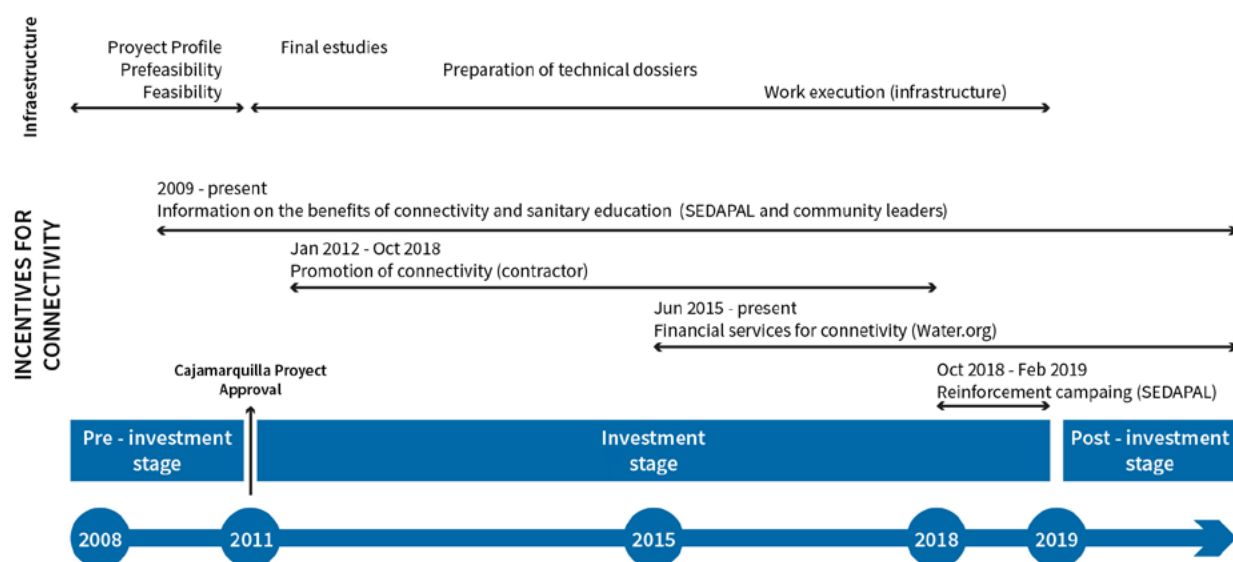 Infraestructure
Proyect Profile
Prefeasibility
Feasibility
Final estudies
Preparation of technical dossiers
Work execution (infrastructure)
INCENTIVES FOR
CONNECTIVITY
2009 - present
Information on the benefits of connectivity and sanitary education (SEDAPAL and community leaders)
Jan 2012 - Oct 2018
Promotion of connectivity (contractor)
Jun 2015 - present
Financial services for connetivity (Water.org)
Oct 2018 - Feb 2019
Reinforcement campaing (SEDAPAL)
Cajamarquilla Proyect
Approval
Pre - investment
stage
Investment
stage
Post - investment
stage
2008
2011
2015
2018
2019